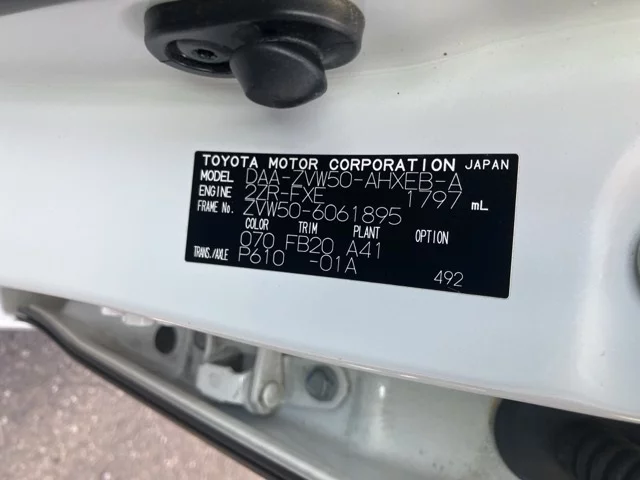 TOYOTA MOTOR CORPORATION JAPAN
MODEL DAA-ZVW50-AHXEB-A
ENGINE 2ZR-FXE 1797 mL
FRAME No. ZVW50-6061895
COLOR TRIM PLANT OPTION
070 FB20 A41
TRANS./AXLE P610 -01A
492